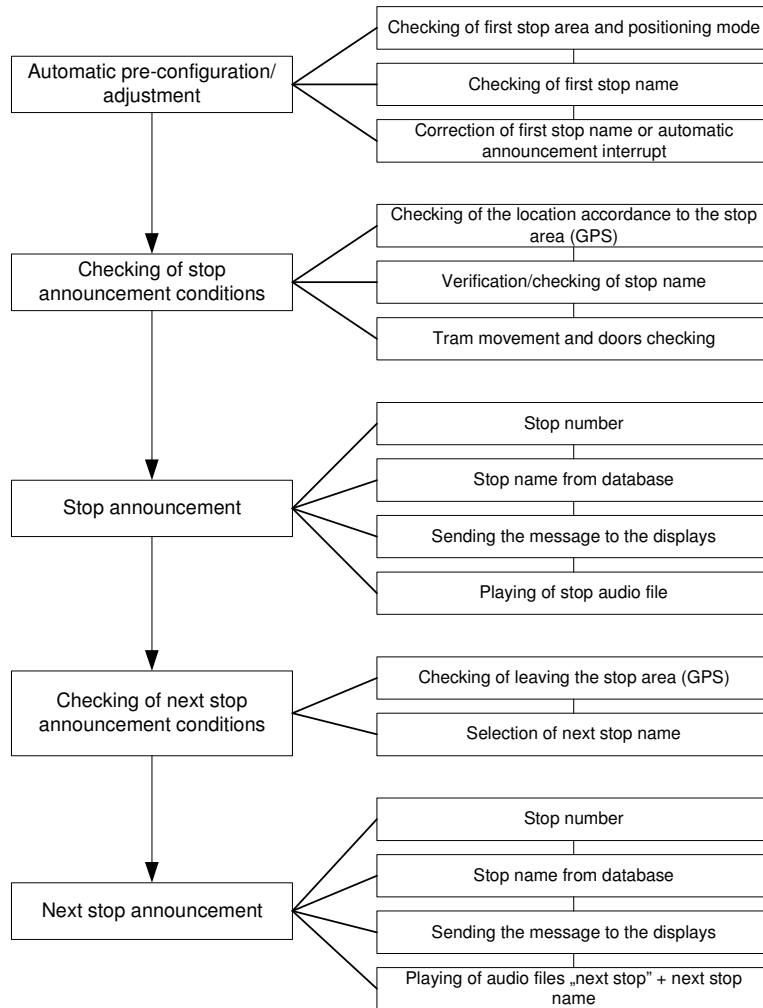 Checking of first stop area and positioning mode
Automatic pre-configuration/
adjustment
Checking of first stop name
Correction of first stop name or automatic
announcement interrupt
Checking of the location accordance to the stop
area (GPS)
Checking of stop
announcement conditions
Verification/checking of stop name
Tram movement and doors checking
Stop number
Stop name from database
Stop announcement
Sending the message to the displays
Playing of stop audio file
Checking of leaving the stop area (GPS)
Checking of next stop
announcement conditions
Selection of next stop name
Stop number
Stop name from database
Next stop announcement
Sending the message to the displays
Playing of audio files „next stop” + next stop
name